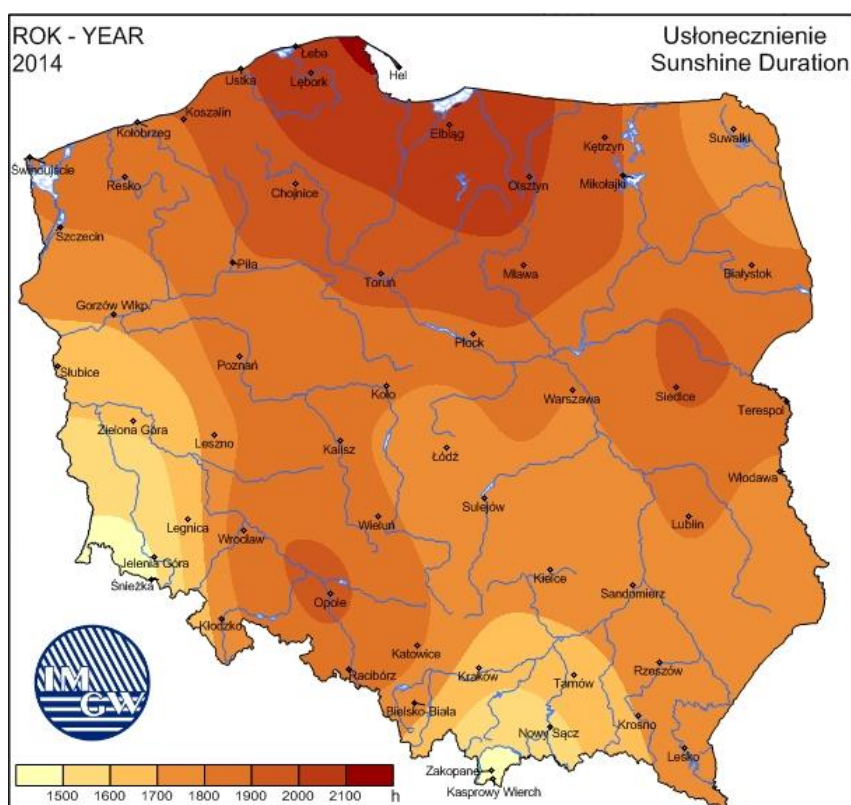 ROK - YEAR
2014
Usłonecznienie
Sunshine Duration
Łeba
Hel
Ustka
Lębork
Koszalin
Kołobrzeg
Elbląg
Suwałki
Kętrzyn
Świnoujście
Resko
Chojnice
Olsztyn
Mikołajki
Szczecin
Piła
Toruń
Mława
Białystok
Gorzów Wlkp.
Płock
Słubice
Poznań
Koło
Warszawa
Siedlce
Terespol
Zielona Góra
Leszno
Kalisz
Łódź
Włodawa
Sulejów
Legnica
Wrocław
Wieluń
Lublin
Jelenia Góra
Śnieżka
Opole
Kielce
Sandomierz
Kłodzko
Katowice
Racibórz
Kraków
Tarnów
Rzeszów
Bielsko-Biała
Nowy Sącz
Krosno
Lesko
Zakopane
Kasprowy Wierch
IM
GW
1500 1600 1700 1800 1900 2000 2100 h